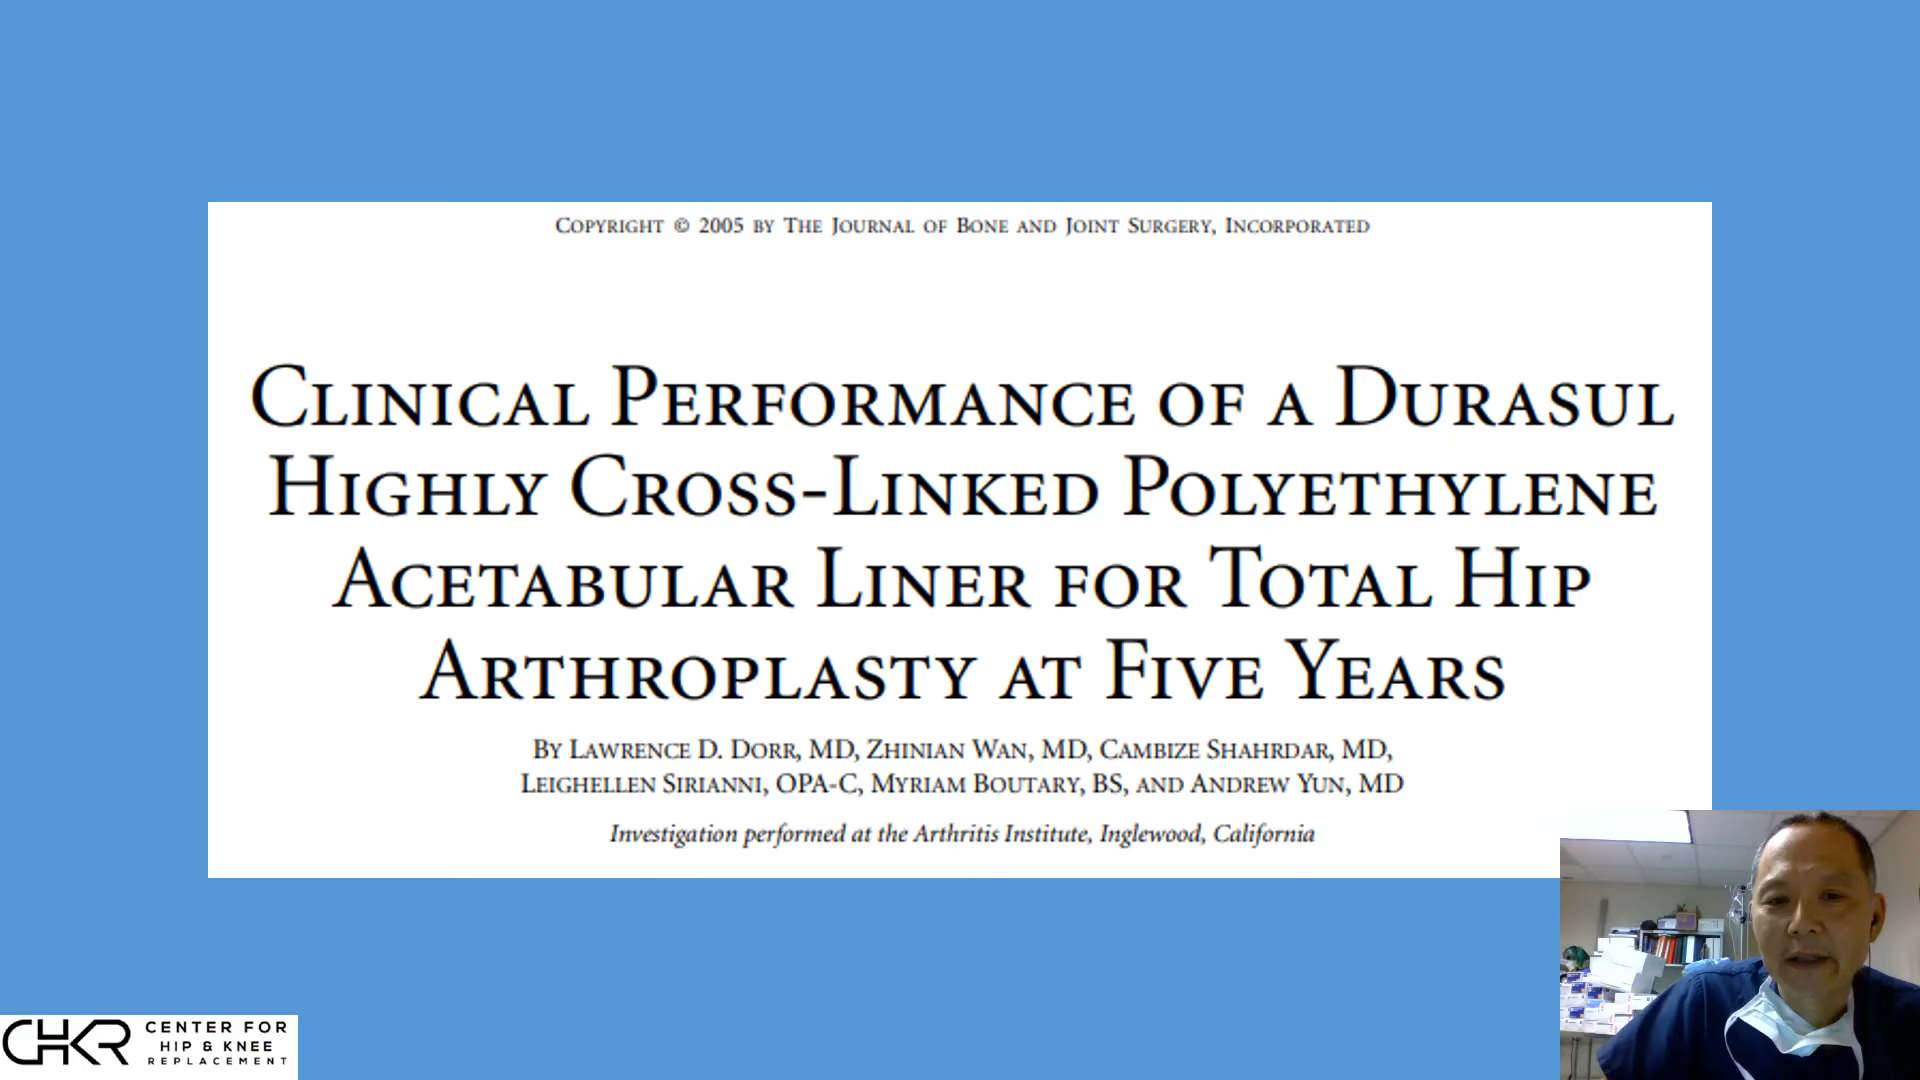 COPYRIGHT © 2005 BY THE JOURNAL OF BONE AND JOINT SURGERY, INCORPORATED
CLINICAL PERFORMANCE OF A DURASUL
HIGHLY CROSS-LINKED POLYETHYLENE
ACETABULAR LINER FOR TOTAL HIP
ARTHROPLASTY AT FIVE YEARS
BY LAWRENCE D. DORR, MD, ZHINIAN WAN, MD, CAMBIZE SHAHRDAR, MD,
LEIGHELLEN SIRIANNI, OPA-C, MYRIAM BOUTARY, BS, AND ANDREW YUN, MD
Investigation performed at the Arthritis Institute, Inglewood, California
CHKR
CENTER FOR
HIP & KNEE
REPLACEMENT